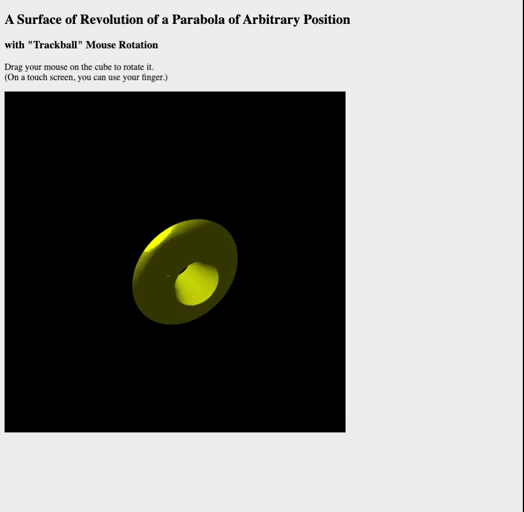 A Surface of Revolution of a Parabola of Arbitrary Position
with "Trackball" Mouse Rotation
Drag your mouse on the cube to rotate it.
(On a touch screen, you can use your finger.)